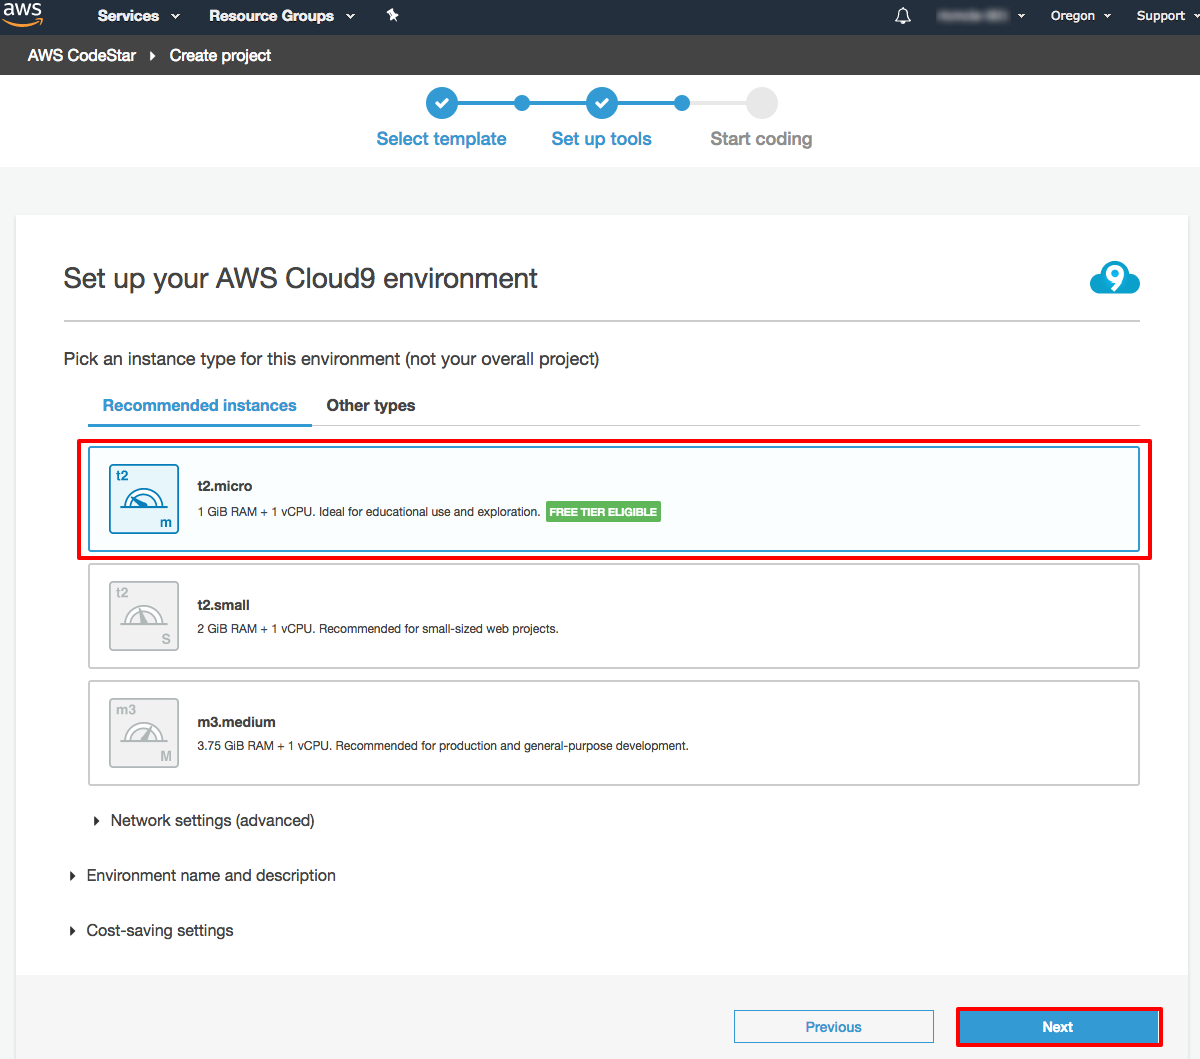 aws Services Resource Groups Oregon Support
AWS CodeStar Create project
Select template Set up tools Start coding
Set up your AWS Cloud9 environment
9
Pick an instance type for this environment (not your overall project)
Recommended instances Other types
t2
m
t2.micro
1 GiB RAM + 1 vCPU. Ideal for educational use and exploration. FREE TIER ELIGIBLE
t2
S
t2.small
2 GiB RAM + 1 vCPU. Recommended for small-sized web projects.
m3
M
m3.medium
3.75 GiB RAM + 1 vCPU. Recommended for production and general-purpose development.
Network settings (advanced)
Environment name and description
Cost-saving settings
Previous Next